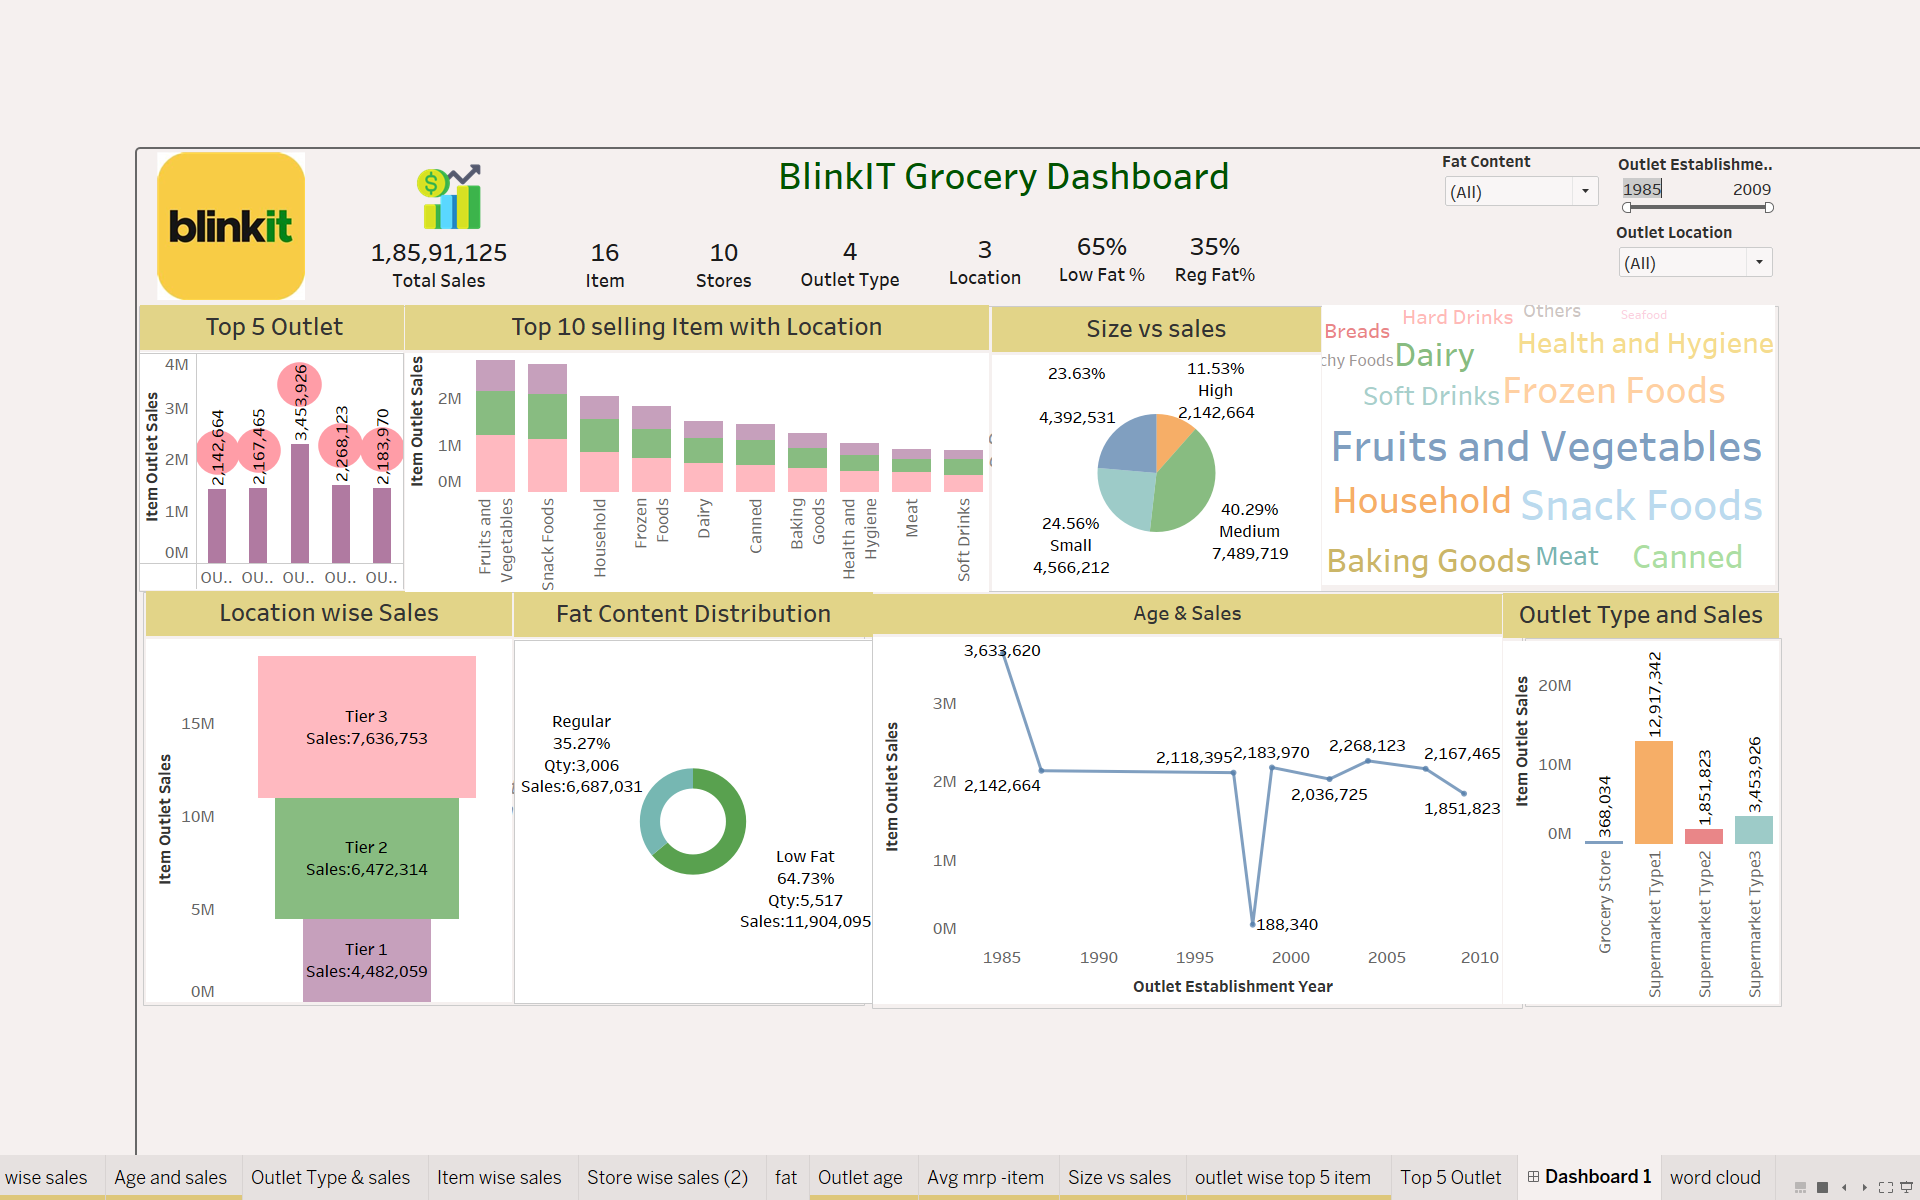 blinkit
BlinkIT Grocery Dashboard
1,85,91,125
Total Sales
16
Item
10
Stores
4
Outlet Type
3
Location
65%
Low Fat %
35%
Reg Fat%
Fat Content
(All)
Outlet Establishme..
1985
2009
Outlet Location
(All)
Top 5 Outlet
Item Outlet Sales
4M
3M
2M
1M
0M
2,142,664
2,167,465
3,453,926
2,268,123
2,183,970
OU..
OU..
OU..
OU..
OU..
Top 10 selling Item with Location
Item Outlet Sales
2M
1M
0M
Fruits and
Vegetables
Snack Foods
Household
Frozen
Foods
Dairy
Canned
Baking
Goods
Health and
Hygiene
Meat
Soft Drinks
Size vs sales
23.63%
4,392,531
11.53%
High
2,142,664
24.56%
Small
4,566,212
40.29%
Medium
7,489,719
Others
Seafood
Hard Drinks
Breads
Health and Hygiene
chy Foods
Dairy
Soft Drinks
Frozen Foods
Fruits and Vegetables
Household
Snack Foods
Baking Goods
Meat
Canned
Location wise Sales
Item Outlet Sales
15M
10M
5M
0M
Tier 3
Sales:7,636,753
Tier 2
Sales:6,472,314
Tier 1
Sales:4,482,059
Fat Content Distribution
Regular
35.27%
Qty:3,006
Sales:6,687,031
Low Fat
64.73%
Qty:5,517
Sales:11,904,095
Age & Sales
Item Outlet Sales
3M
2M
1M
0M
3,633,620
2,142,664
2,118,395
2,183,970
188,340
2,036,725
2,268,123
2,167,465
1,851,823
1985
1990
1995
2000
2005
2010
Outlet Establishment Year
Outlet Type and Sales
Item Outlet Sales
20M
10M
0M
368,034
12,917,342
1,851,823
3,453,926
Grocery Store
Supermarket Type1
Supermarket Type2
Supermarket Type3
wise sales
Age and sales
Outlet Type & sales
Item wise sales
Store wise sales (2)
fat
Outlet age
Avg mrp -item
Size vs sales
outlet wise top 5 item
Top 5 Outlet
Dashboard 1
word cloud